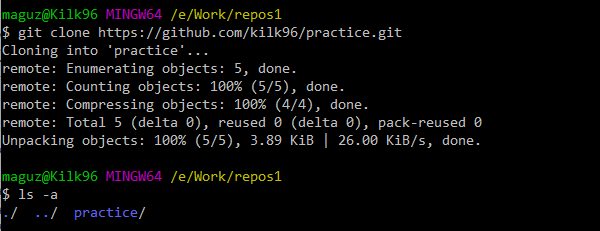 maguz@Kilk96 MINGW64 /e/Work/repos1
$ git clone https://github.com/kilk96/practice.git
Cloning into 'practice'...
remote: Enumerating objects: 5, done.
remote: Counting objects: 100% (5/5), done.
remote: Compressing objects: 100% (4/4), done.
remote: Total 5 (delta 0), reused 0 (delta 0), pack-reused 0
Unpacking objects: 100% (5/5), 3.89 KiB | 26.00 KiB/s, done.
maguz@Kilk96 MINGW64 /e/Work/repos1
$ ls -a
./  ../  practice/